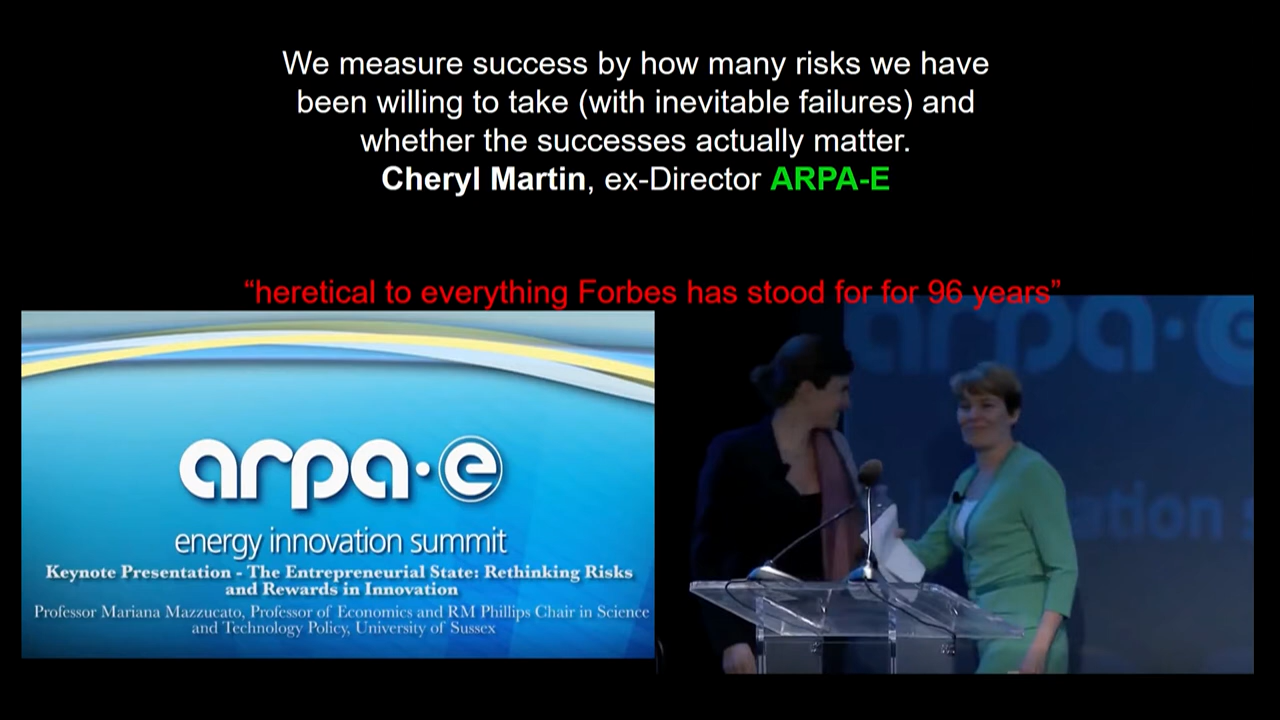 We measure success by how many risks we have
been willing to take (with inevitable failures) and
whether the successes actually matter.
Cheryl Martin, ex-Director ARPA-E
“heretical to everything Forbes has stood for for 96 years”
arpa·e
energy innovation summit
Keynote Presentation - The Entrepreneurial State: Rethinking Risks
and Rewards in Innovation
Professor Mariana Mazzucato, Professor of Economics and RM Phillips Chair in Science
and Technology Policy, University of Sussex
arpa·e
ation s